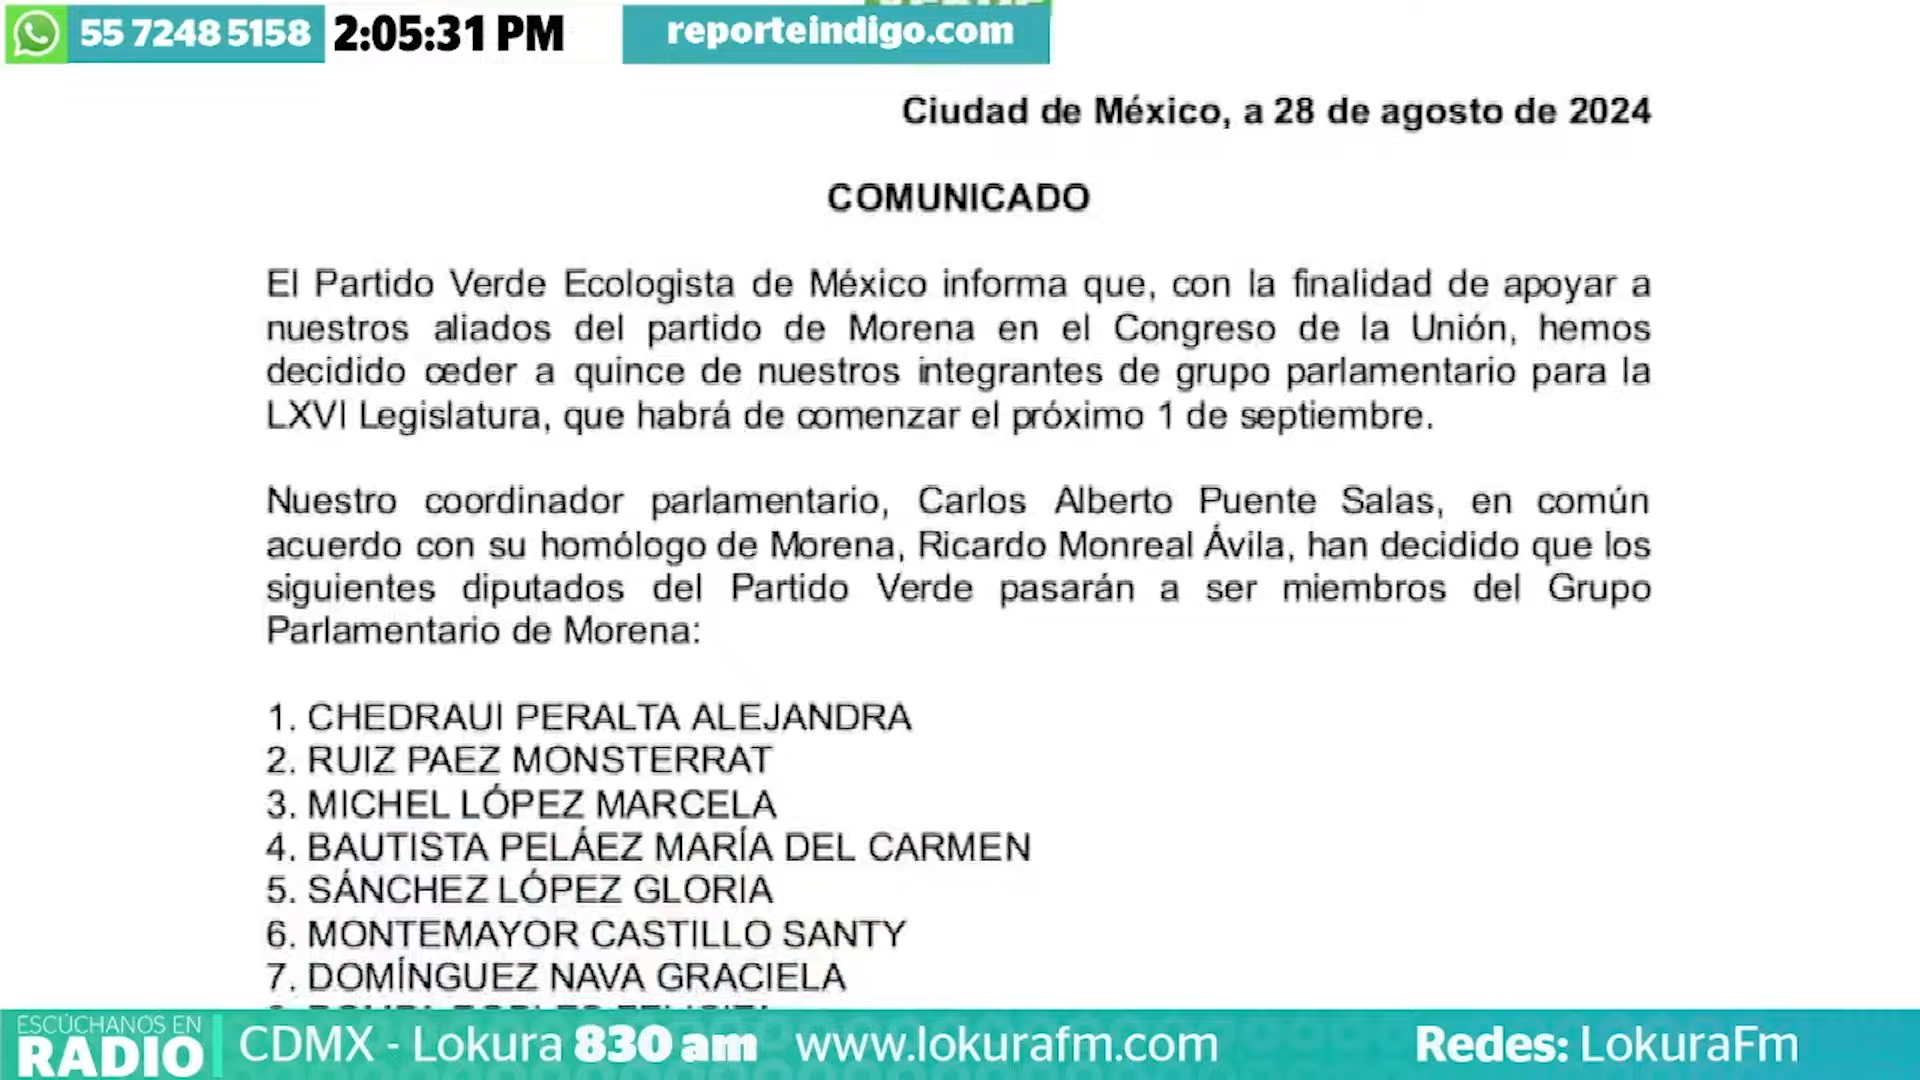 55 7248 5158 2:05:31 PM reporteindigo.com
Ciudad de México, a 28 de agosto de 2024
COMUNICADO
El Partido Verde Ecologista de México informa que, con la finalidad de apoyar a
nuestros aliados del partido de Morena en el Congreso de la Unión, hemos
decidido ceder a quince de nuestros integrantes de grupo parlamentario para la
LXVI Legislatura, que habrá de comenzar el próximo 1 de septiembre.
Nuestro coordinador parlamentario, Carlos Alberto Puente Salas, en común
acuerdo con su homólogo de Morena, Ricardo Monreal Ávila, han decidido que los
siguientes diputados del Partido Verde pasarán a ser miembros del Grupo
Parlamentario de Morena:
1. CHEDRAUI PERALTA ALEJANDRA
2. RUIZ PAEZ MONSTERRAT
3. MICHEL LÓPEZ MARCELA
4. BAUTISTA PELÁEZ MARÍA DEL CARMEN
5. SÁNCHEZ LÓPEZ GLORIA
6. MONTEMAYOR CASTILLO SANTY
7. DOMÍNGUEZ NAVA GRACIELA
ESCÚCHANOS EN
RADIO CDMX - Lokura 830 am www.lokurafm.com Redes: LokuraFm